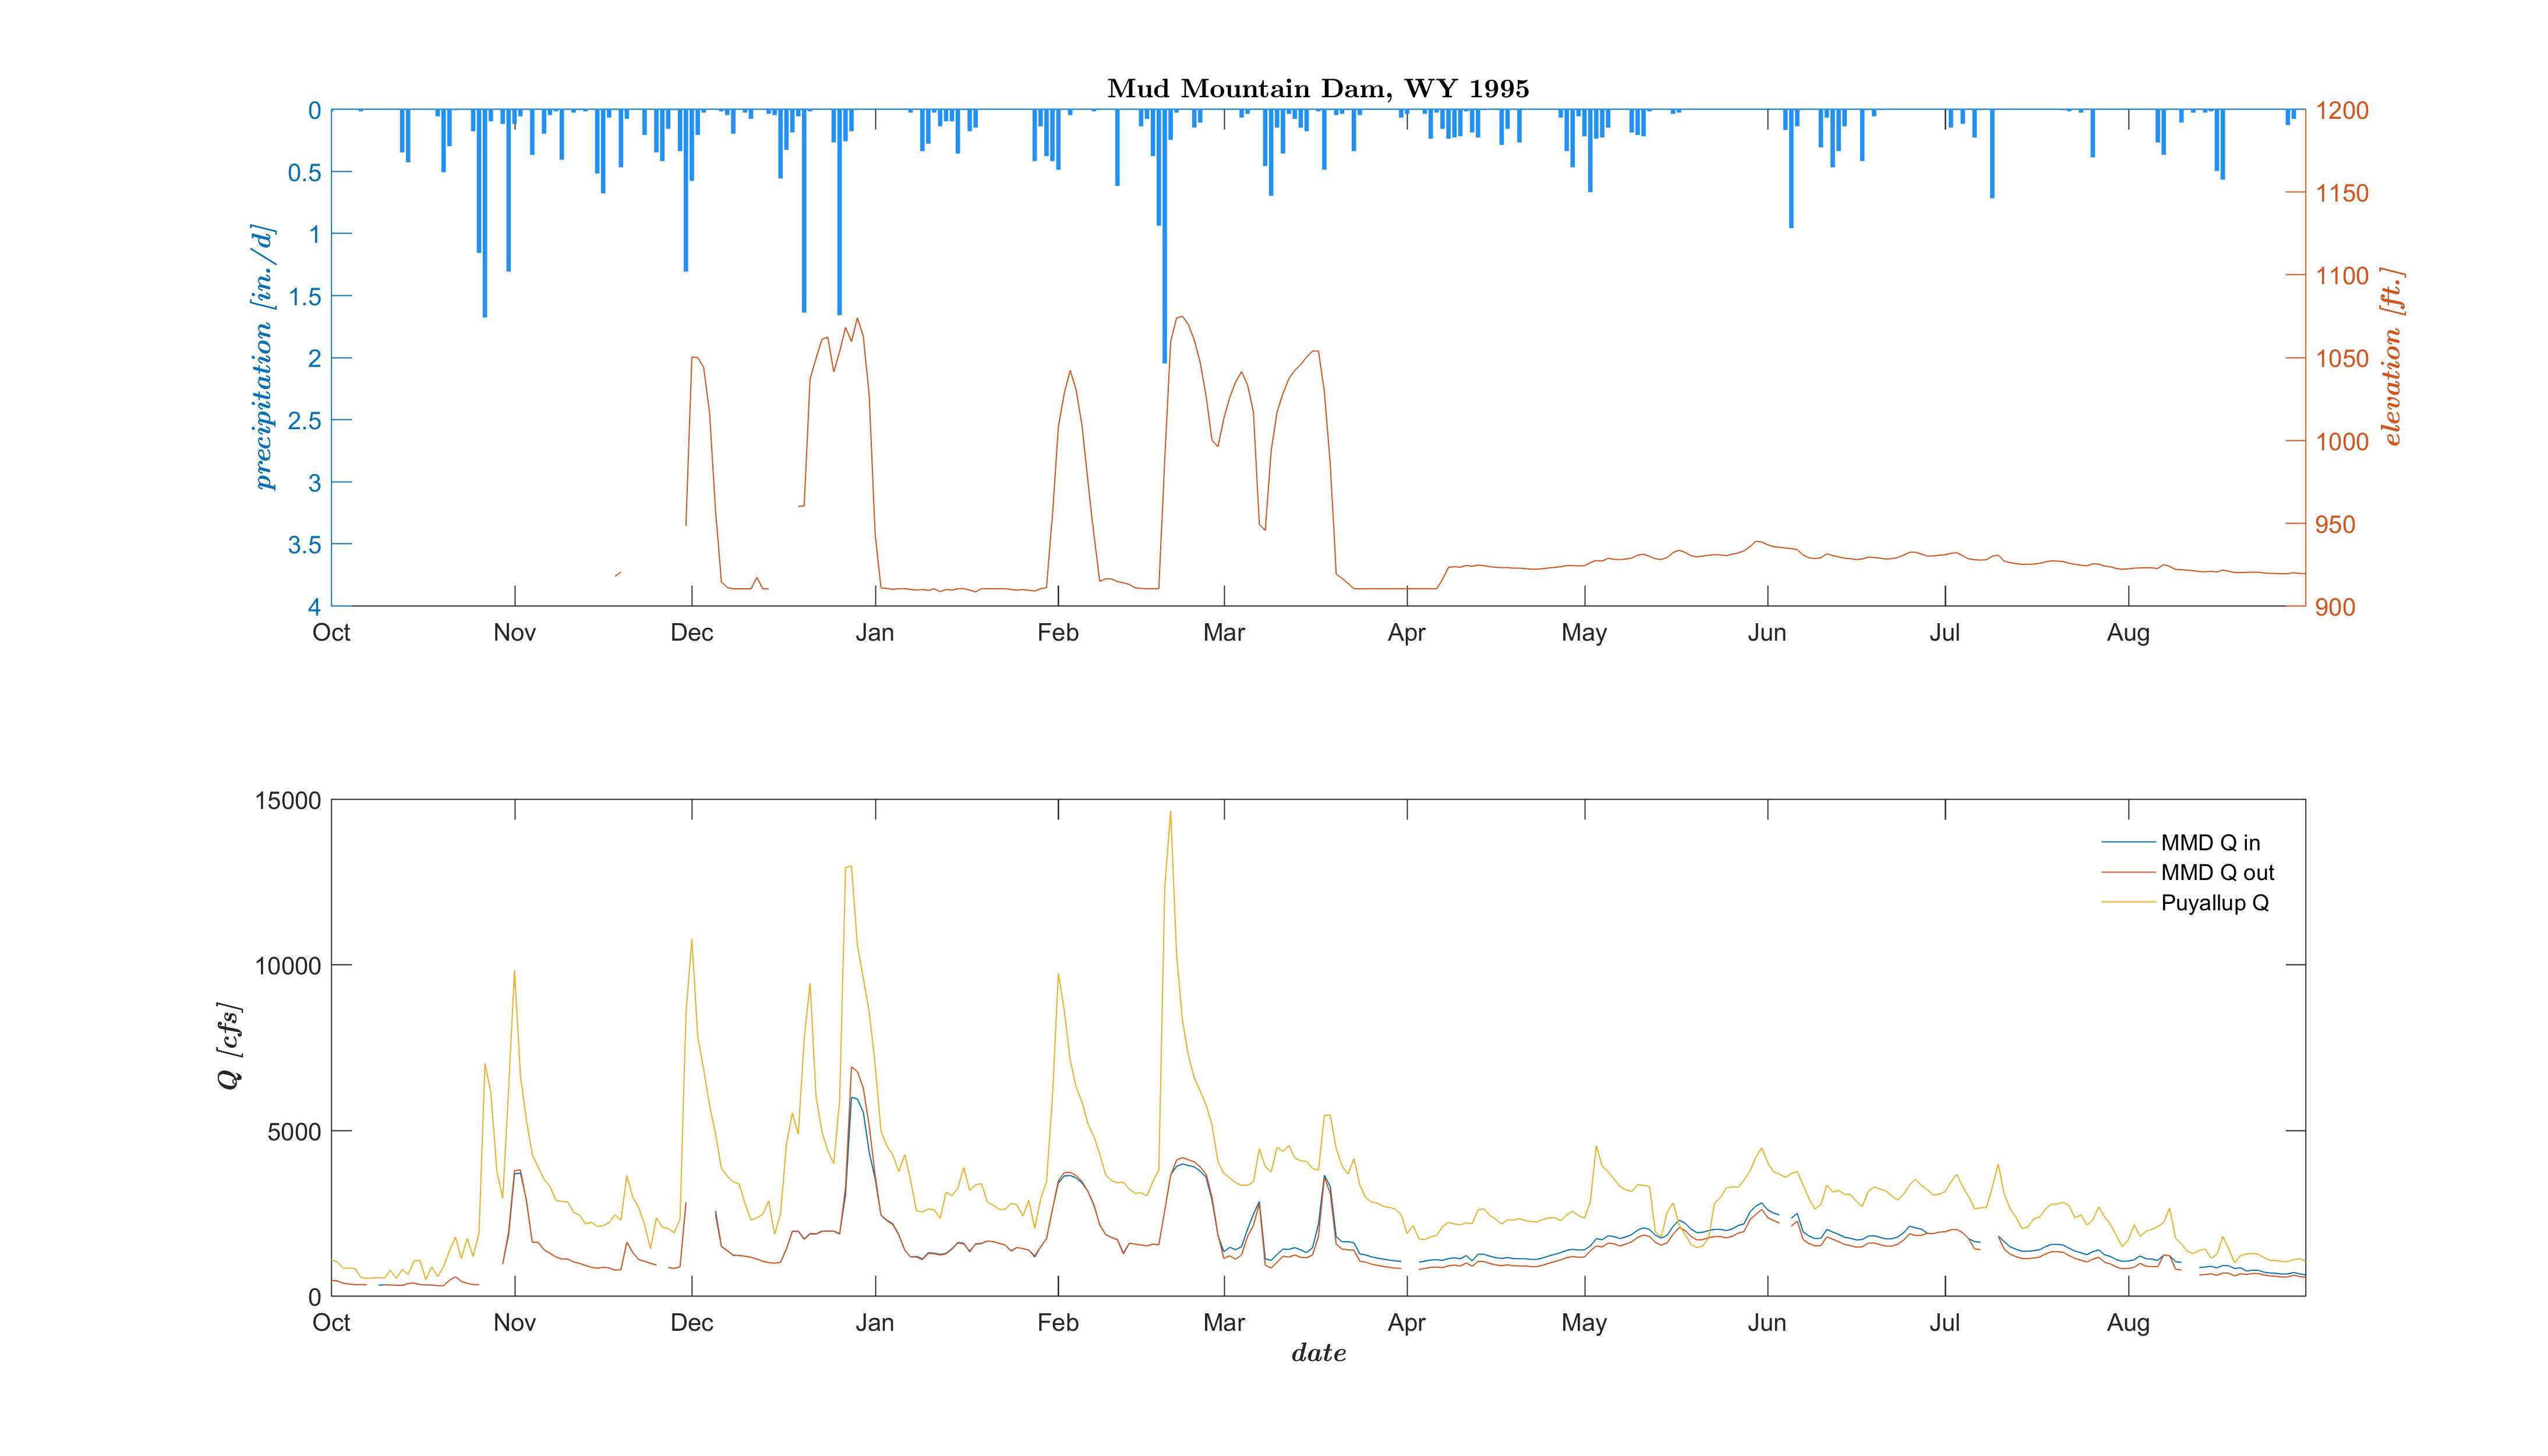 Mud Mountain Dam, WY 1995
precipitation [in./d]
0
0.5
1
1.5
2
2.5
3
3.5
4
elevation [ft.]
1200
1150
1100
1050
1000
950
900
Oct Nov Dec Jan Feb Mar Apr May Jun Jul Aug
Q [cfs]
15000
10000
5000
0
MMD Q in
MMD Q out
Puyallup Q
Oct Nov Dec Jan Feb Mar Apr May Jun Jul Aug
date